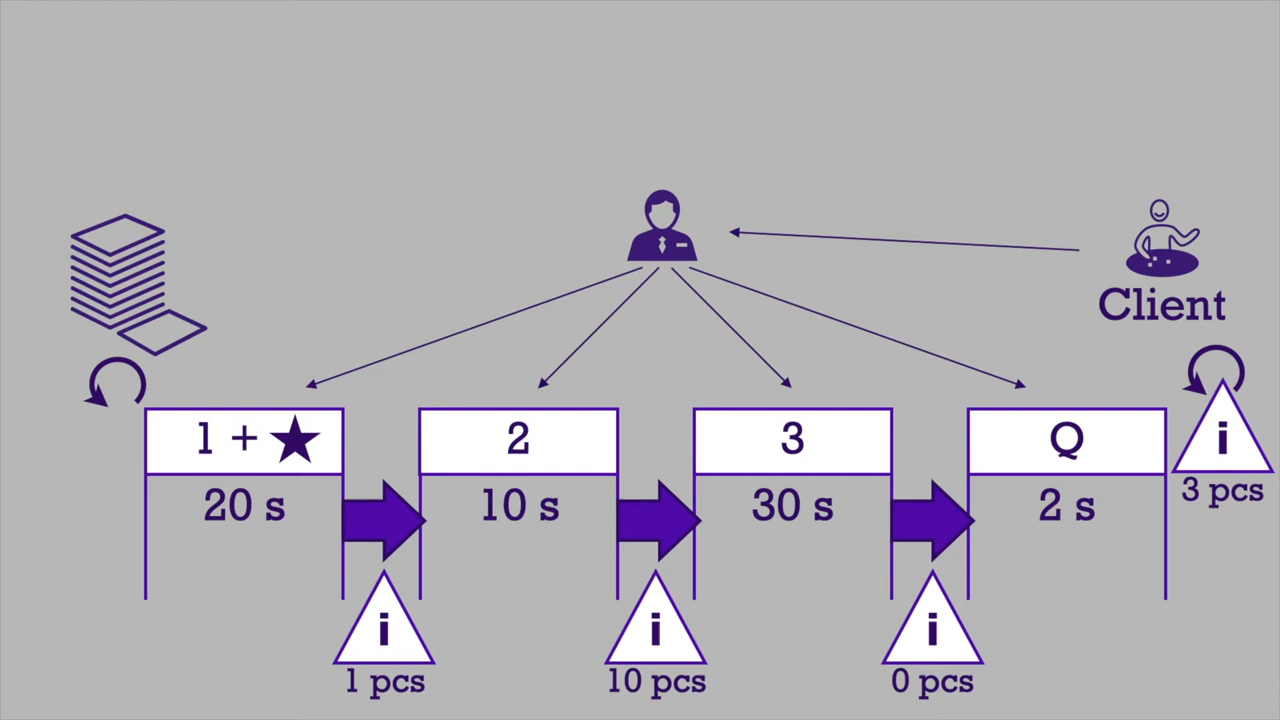 Client
1 + ★
2
3
Q
i
20 s
10 s
30 s
2 s
3 pcs
i
i
i
1 pcs
10 pcs
0 pcs